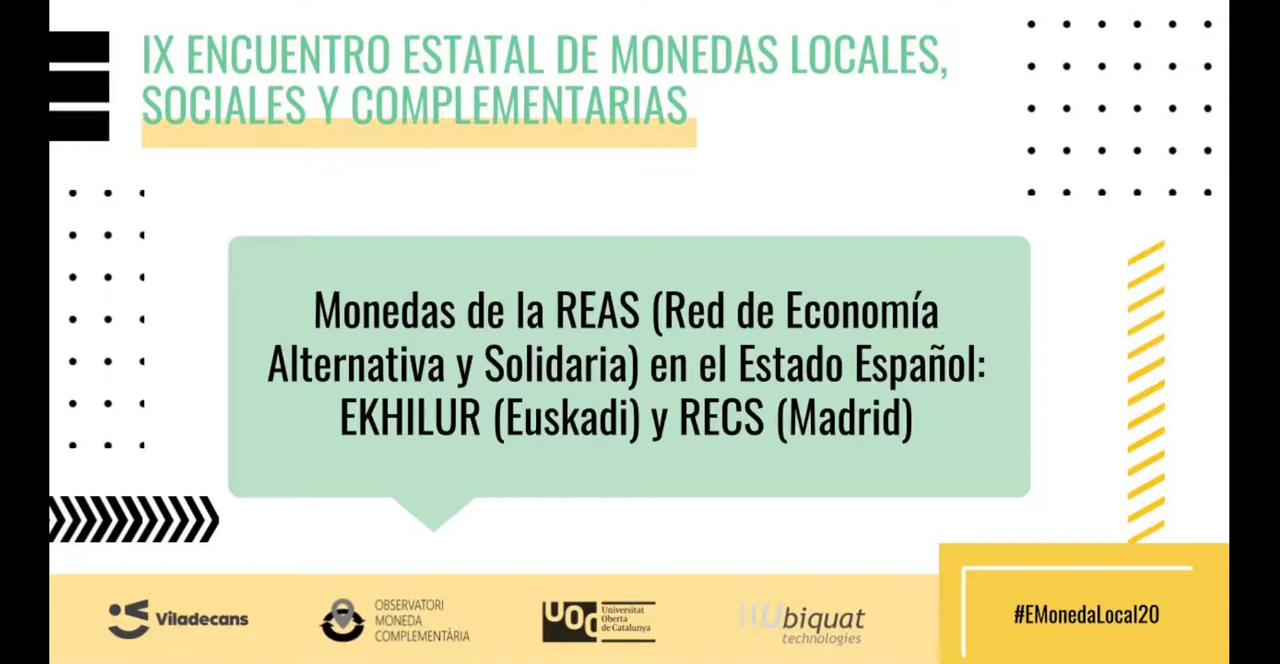 IX ENCUENTRO ESTATAL DE MONEDAS LOCALES,
SOCIALES Y COMPLEMENTARIAS
Monedas de la REAS (Red de Economía
Alternativa y Solidaria) en el Estado Español:
EKHILUR (Euskadi) y RECS (Madrid)
Viladecans
OBSERVATORI
MONEDA
COMPLEMENTÀRIA
UOC
Universitat
Oberta
de Catalunya
Ubiquat
technologies
#EMonedaLocal20